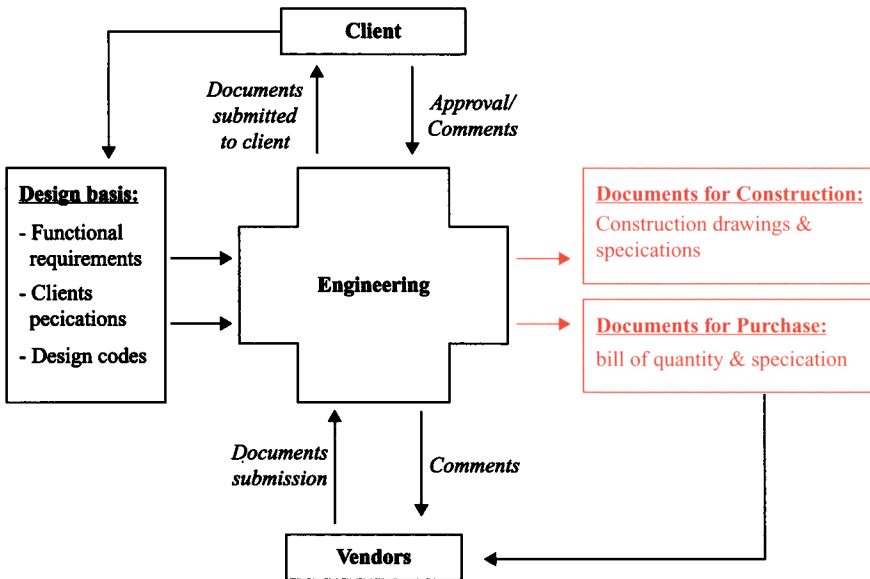 Client
Documents
submitted
to client
Approval/
Comments
Design basis:
- Functional
requirements
- Clients
pecications
- Design codes
Engineering
Documents for Construction:
Construction drawings &
specications
Documents for Purchase:
bill of quantity & specication
Documents
submission
Comments
Vendors